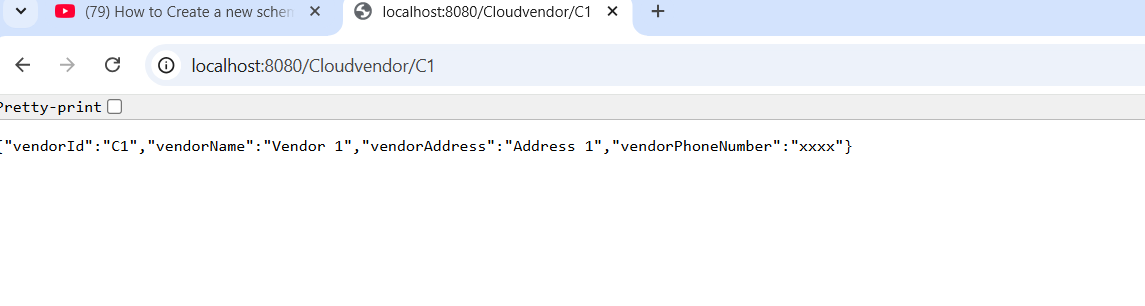 (79) How to Create a new schem
localhost:8080/Cloudvendor/C1
localhost:8080/Cloudvendor/C1
Pretty-print
{"vendorId":"C1","vendorName":"Vendor 1","vendorAddress":"Address 1","vendorPhoneNumber":"xxxx"}